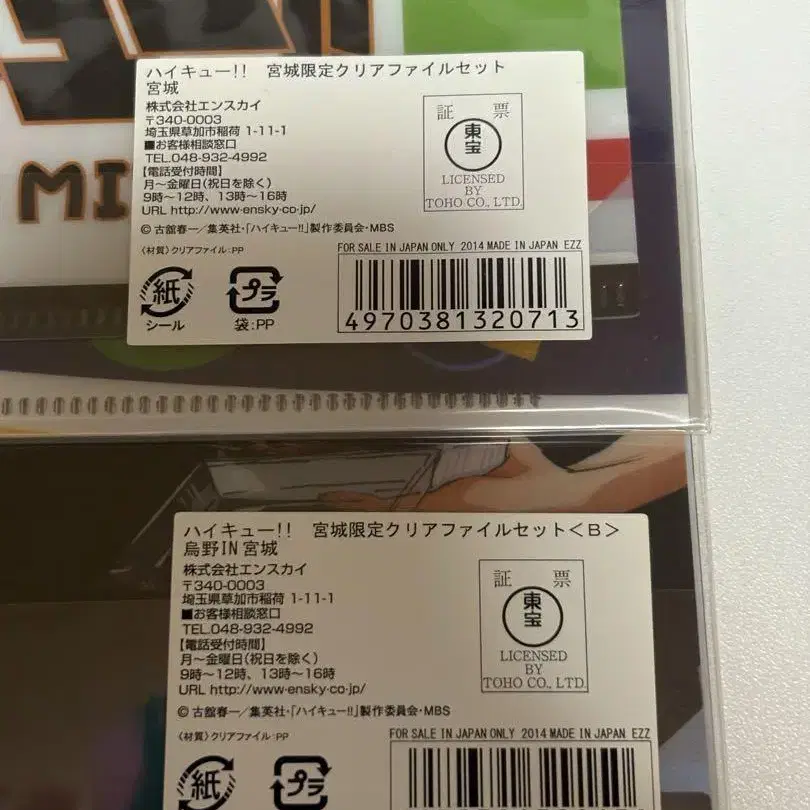 MI
ハイキュー!! 宮城限定クリアファイルセット
宮城
株式会社エンスカイ
〒340-0003
埼玉県草加市稲荷 1-11-1
■お客様相談窓口
TEL.048-932-4992
【電話受付時間】
月～金曜日(祝日を除く)
9時～12時、13時～16時
URL http://www.ensky.co.jp/
© 古舘春一／集英社・「ハイキュー!!」製作委員会・MBS
証 票
東宝
LICENSED
BY
TOHO CO., LTD.
〈材質〉クリアファイル:PP
紙
シール
プラ
袋:PP
FOR SALE IN JAPAN ONLY 2014 MADE IN JAPAN EZZ
4970381320713
ハイキュー!! 宮城限定クリアファイルセット＜B＞
烏野IN宮城
株式会社エンスカイ
〒340-0003
埼玉県草加市稲荷 1-11-1
■お客様相談窓口
TEL.048-932-4992
【電話受付時間】
月～金曜日(祝日を除く)
9時～12時、13時～16時
URL http://www.ensky.co.jp/
© 古舘春一／集英社・「ハイキュー!!」製作委員会・MBS
証 票
東宝
LICENSED
BY
TOHO CO., LTD.
〈材質〉クリアファイル:PP
紙
プラ
FOR SALE IN JAPAN ONLY 2014 MADE IN JAPAN EZZ